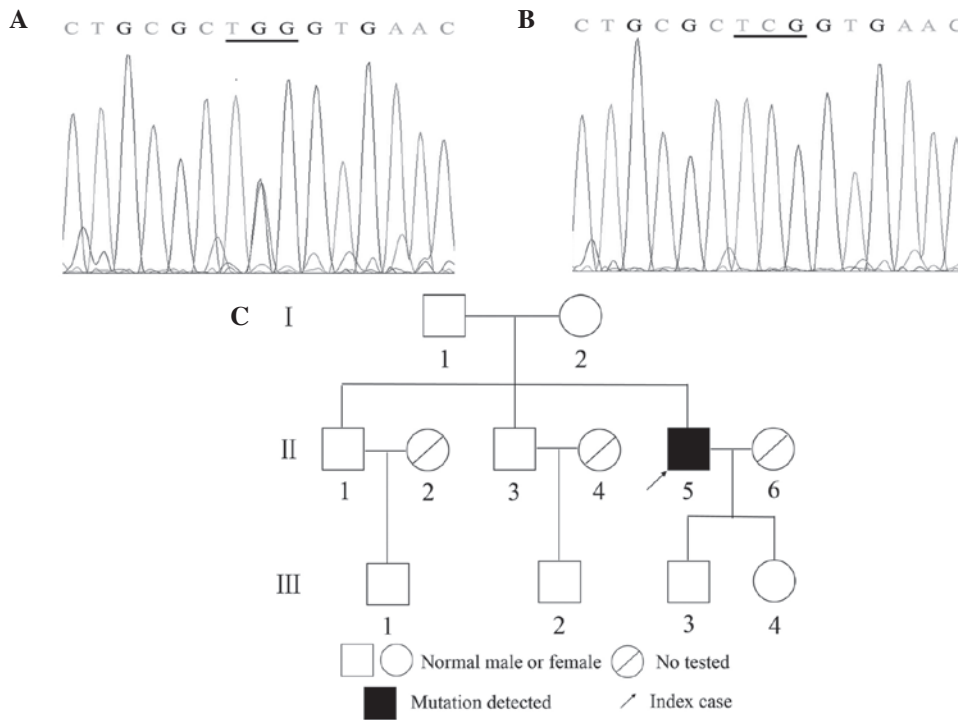 A
C T G C G C T G G G T G A A C
B
C T G C G C T C G G T G A A C
C
I
1 2
II
1 2 3 4 5 6
III
1 2 3 4
Normal male or female
No tested
Mutation detected
Index case